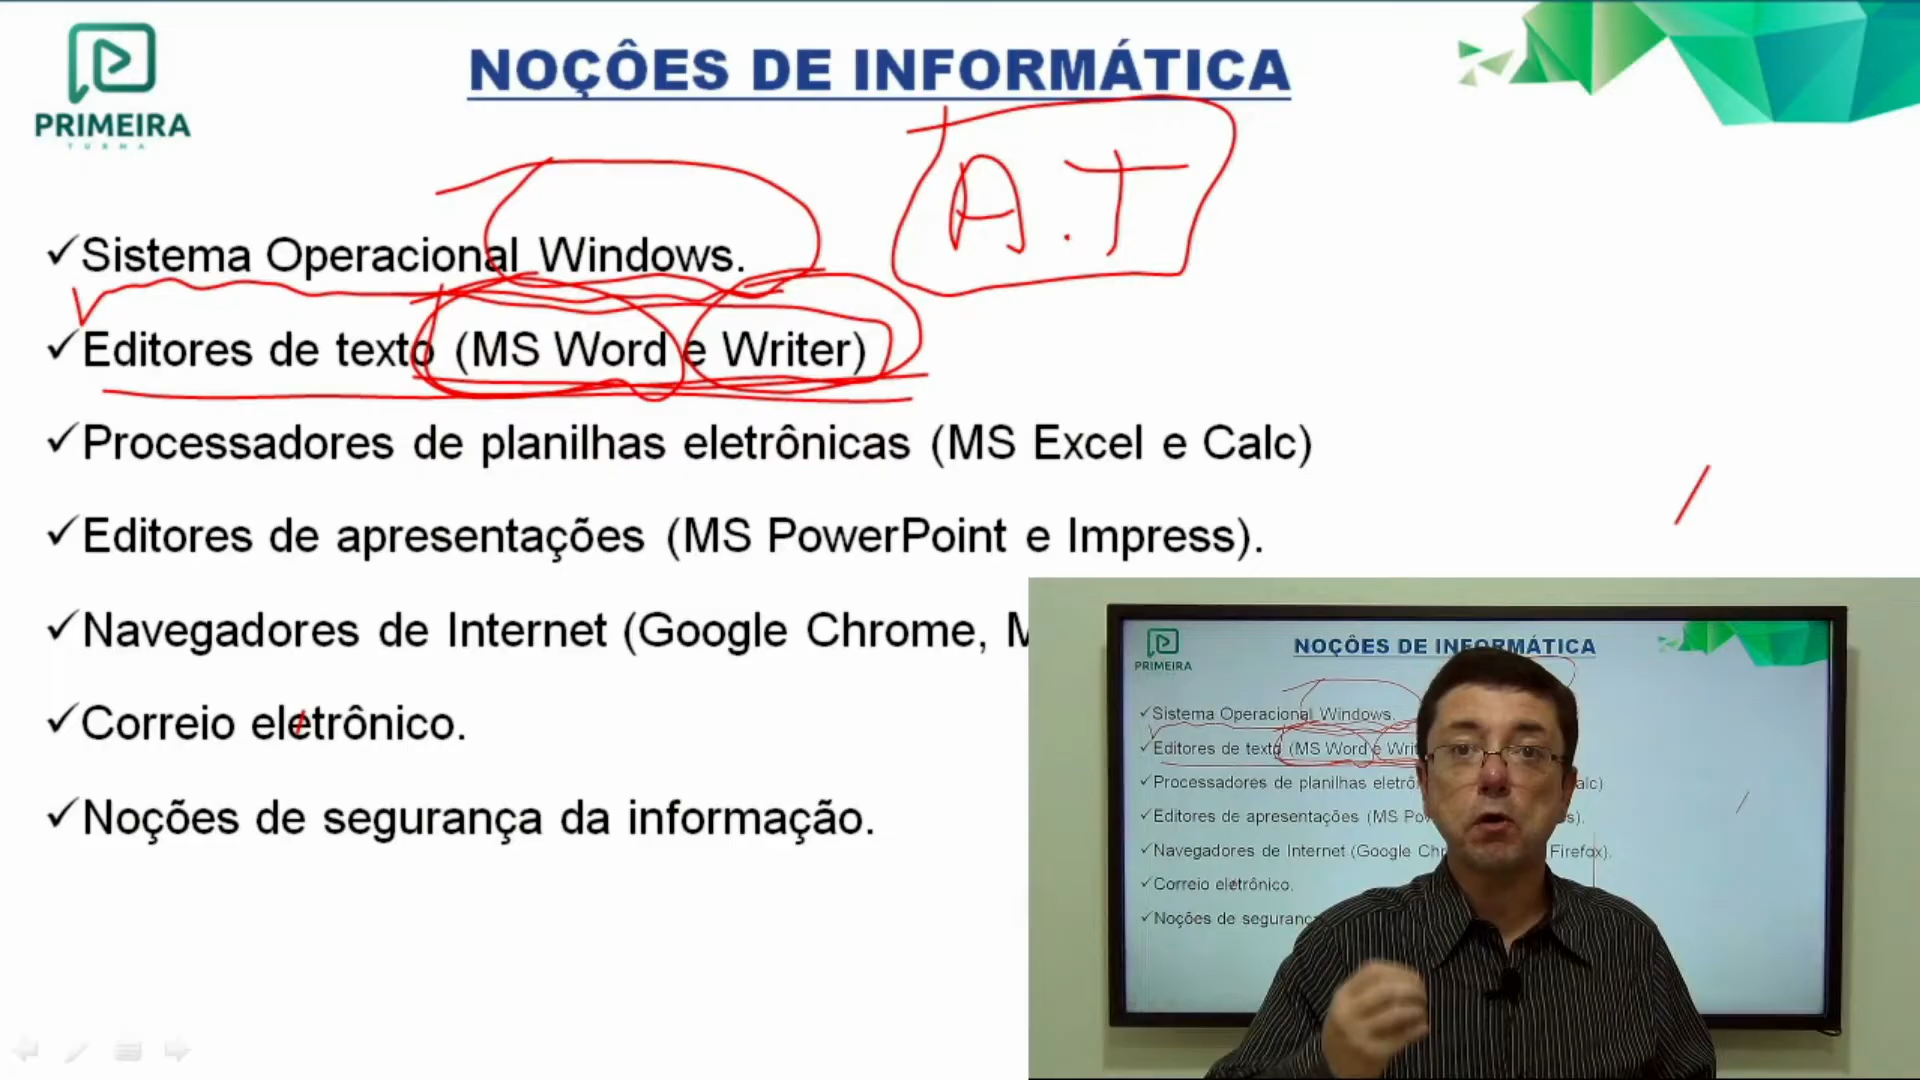 PRIMEIRA
TURMA
NOÇÕES DE INFORMÁTICA
A.T
✓Sistema Operacional Windows.
✓Editores de texto (MS Word e Writer)
✓Processadores de planilhas eletrônicas (MS Excel e Calc)
✓Editores de apresentações (MS PowerPoint e Impress).
✓Navegadores de Internet (Google Chrome, M
✓Correio eletrônico.
✓Noções de segurança da informação.
PRIMEIRA
NOÇÕES DE INFORMÁTICA
✓Sistema Operacional Windows.
✓Editores de texto (MS Word e Writ
✓Processadores de planilhas eletrô alc)
✓Editores de apresentações (MS Po s).
✓Navegadores de Internet (Google Chr Firefox).
✓Correio eletrônico.
✓Noções de seguranç